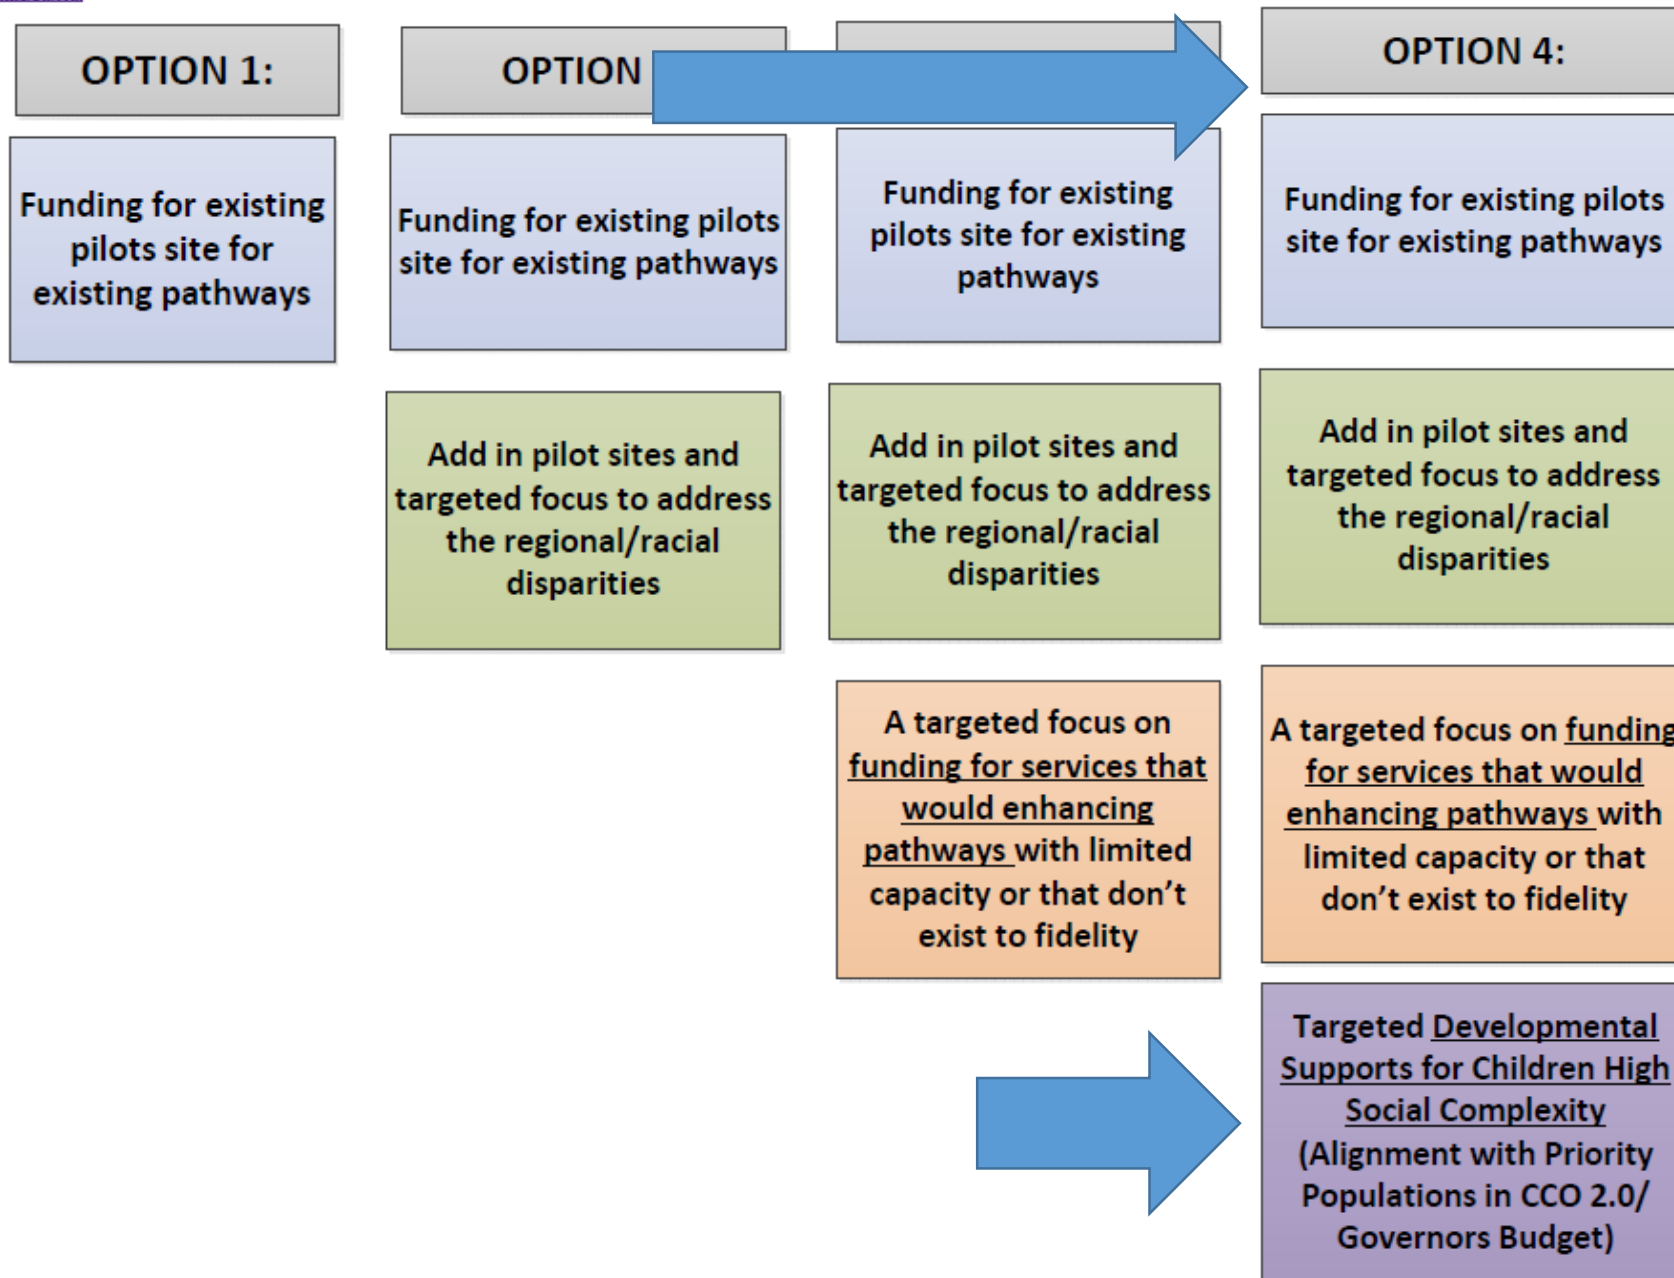 OPTION 1:
Funding for existing
pilots site for
existing pathways
OPTION
Funding for existing pilots
site for existing pathways
Add in pilot sites and
targeted focus to address
the regional/racial
disparities
Funding for existing
pilots site for existing
pathways
Add in pilot sites and
targeted focus to address
the regional/racial
disparities
A targeted focus on
funding for services that
would enhancing
pathways with limited
capacity or that don’t
exist to fidelity
OPTION 4:
Funding for existing pilots
site for existing pathways
Add in pilot sites and
targeted focus to address
the regional/racial
disparities
A targeted focus on funding
for services that would
enhancing pathways with
limited capacity or that
don’t exist to fidelity
Targeted Developmental
Supports for Children High
Social Complexity
(Alignment with Priority
Populations in CCO 2.0/
Governors Budget)